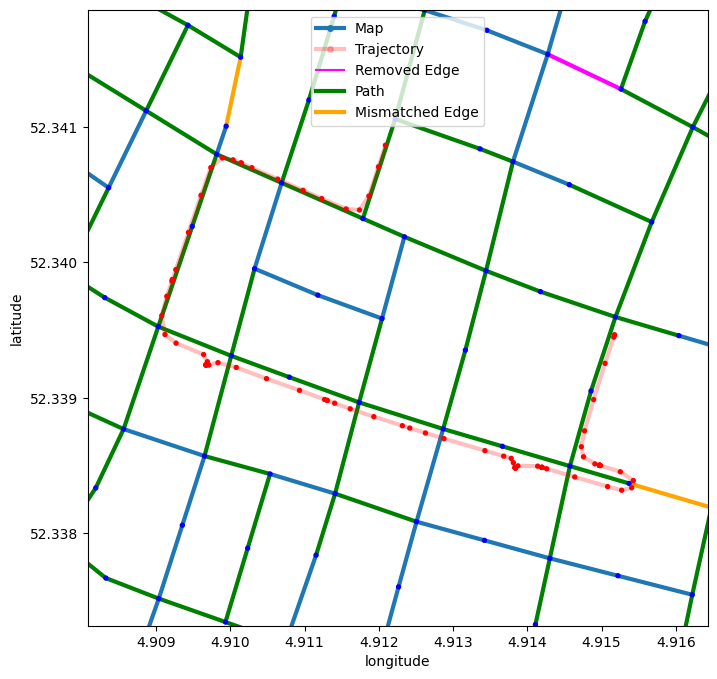 Map
Trajectory
Removed Edge
Path
Mismatched Edge
52.341
52.340
52.339
52.338
latitude
4.909 4.910 4.911 4.912 4.913 4.914 4.915 4.916
longitude